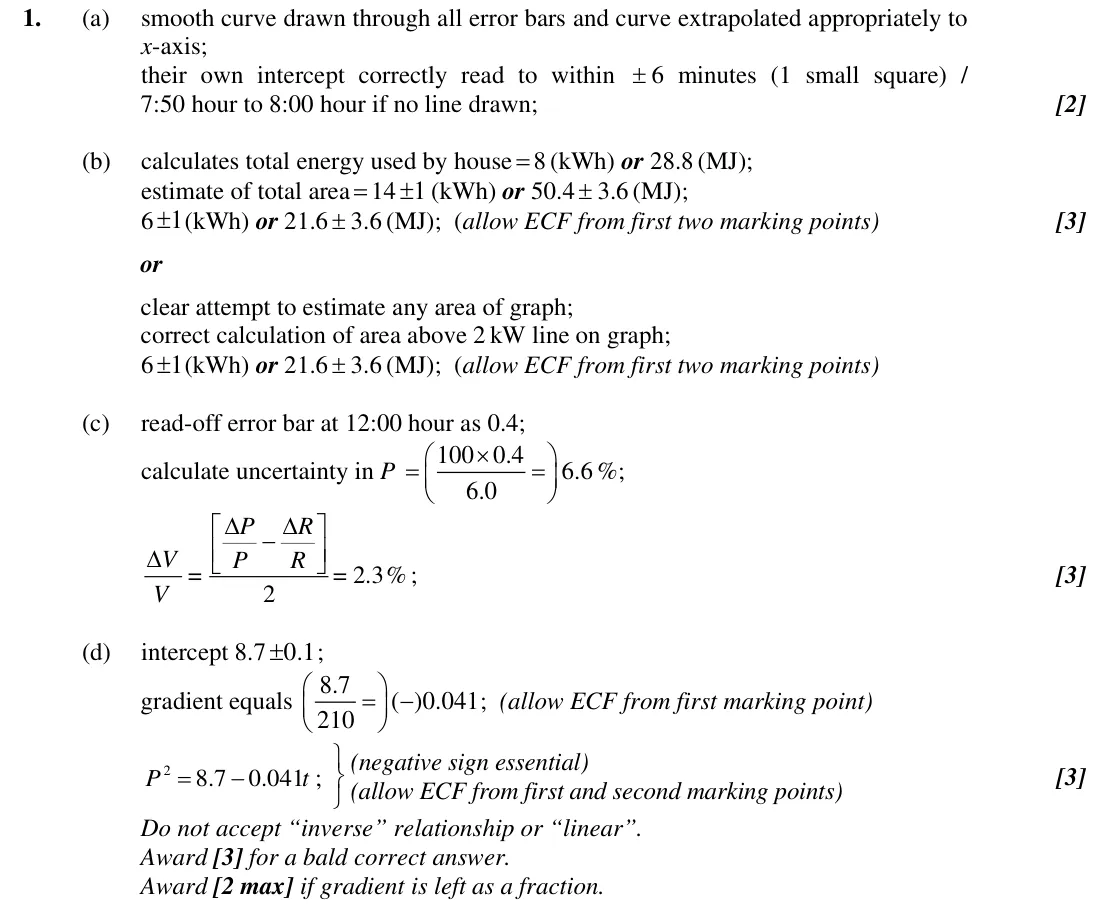 1. (a) smooth curve drawn through all error bars and curve extrapolated appropriately to
x-axis;
their own intercept correctly read to within ±6 minutes (1 small square) /
7:50 hour to 8:00 hour if no line drawn; [2]
(b) calculates total energy used by house=8(kWh) or 28.8(MJ);
estimate of total area=14±1 (kWh) or 50.4±3.6(MJ);
6±1(kWh) or 21.6±3.6(MJ); (allow ECF from first two marking points) [3]
or
clear attempt to estimate any area of graph;
correct calculation of area above 2kW line on graph;
6±1(kWh) or 21.6±3.6(MJ); (allow ECF from first two marking points)
(c) read-off error bar at 12:00 hour as 0.4;
calculate uncertainty in P = (100×0.4/6.0 =) 6.6%;
ΔV/V = [ΔP/P − ΔR/R]/2 = 2.3%; [3]
(d) intercept 8.7±0.1;
gradient equals (8.7/210 =)(−)0.041; (allow ECF from first marking point)
P² = 8.7 − 0.041t; } (negative sign essential)
(allow ECF from first and second marking points) [3]
Do not accept “inverse” relationship or “linear”.
Award [3] for a bald correct answer.
Award [2 max] if gradient is left as a fraction.